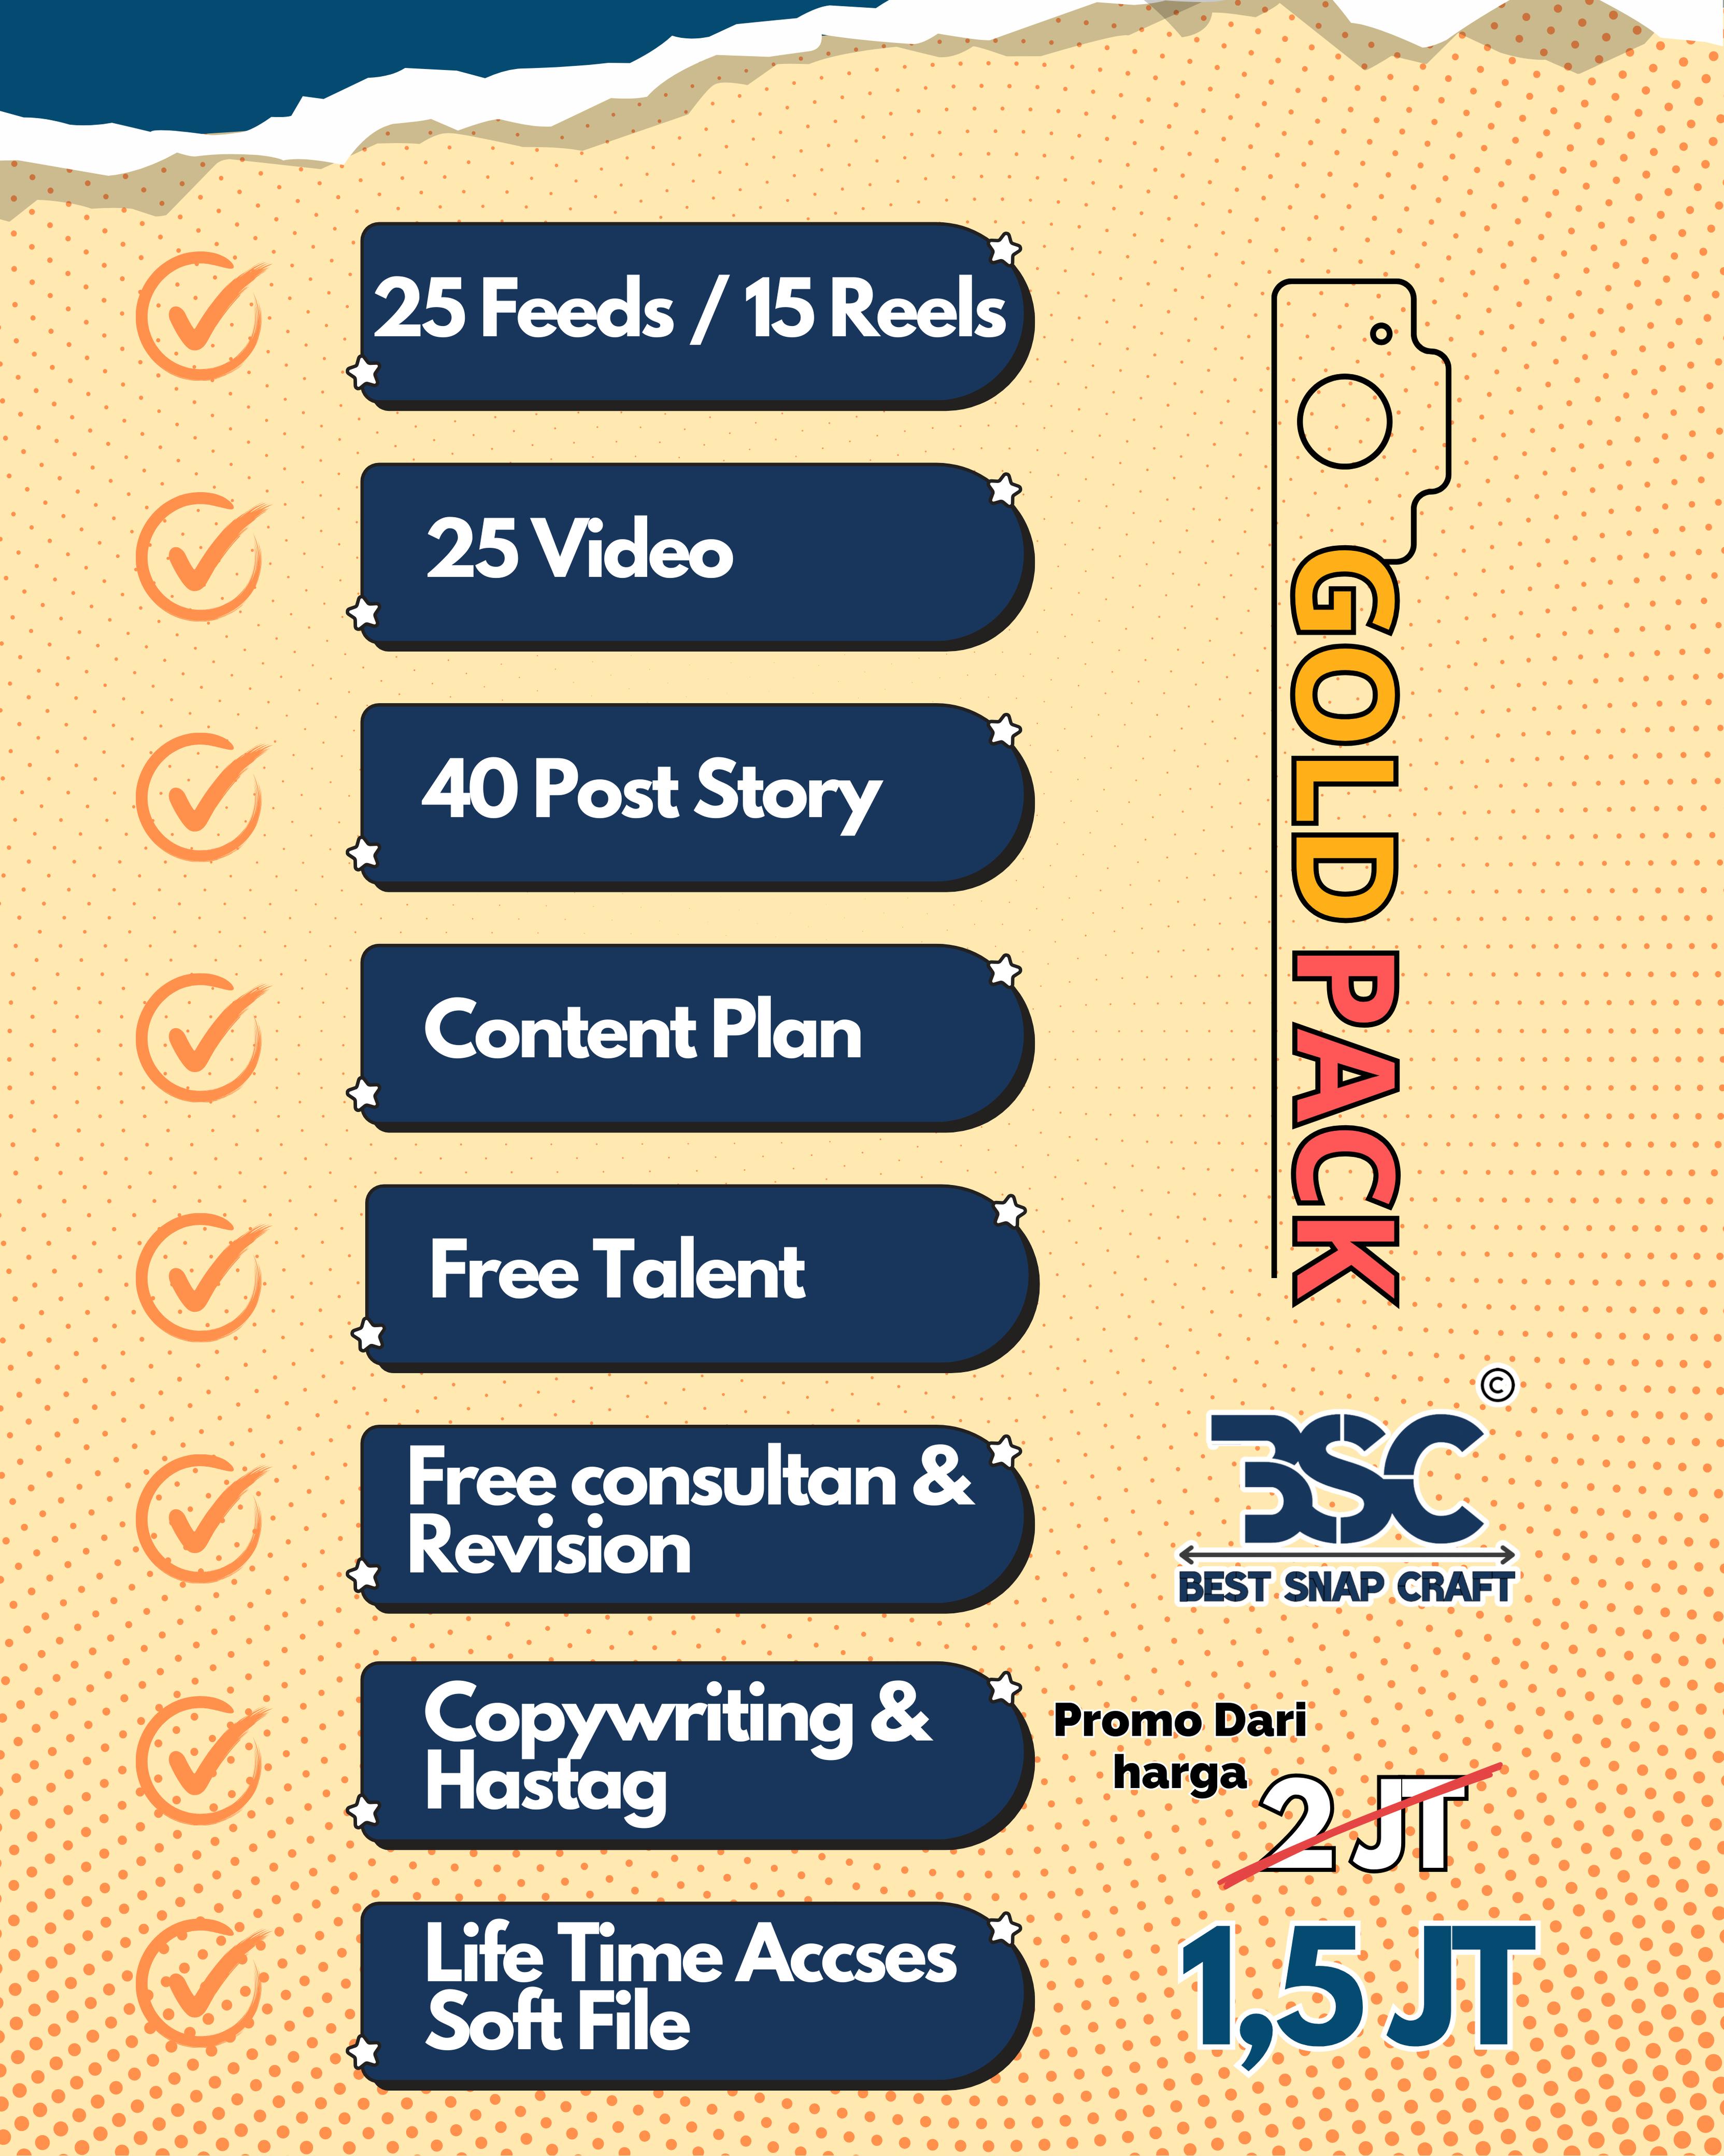 25 Feeds / 15 Reels
25 Video
40 Post Story
Content Plan
Free Talent
Free consultan &
Revision
Copywriting &
Hastag
Life Time Accses
Soft File
GOLD PACK
©
BSC
BEST SNAP CRAFT
Promo Dari
harga
2 JT
1,5 JT